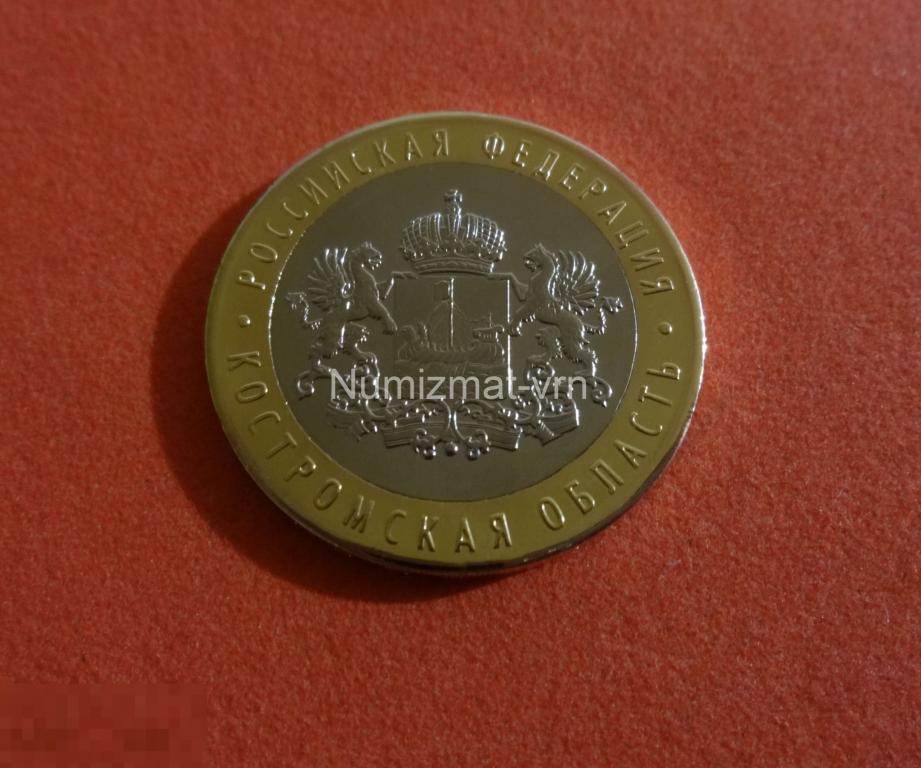 • РОССИЙСКАЯ ФЕДЕРАЦИЯ •
КОСТРОМСКАЯ ОБЛАСТЬ
Numizmat-vrn